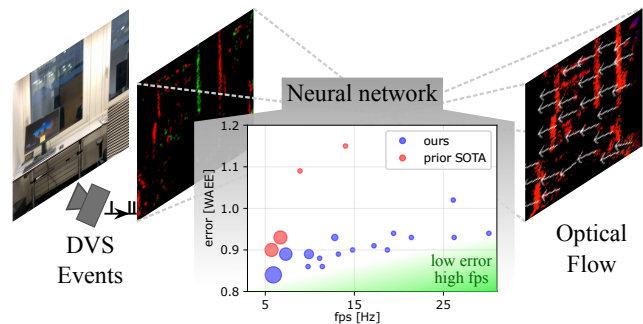 Neural network
1.2
1.1
1.0
0.9
0.8
error [WAEE]
ours
prior SOTA
low error
high fps
5
15
25
fps [Hz]
DVS
Events
Optical
Flow